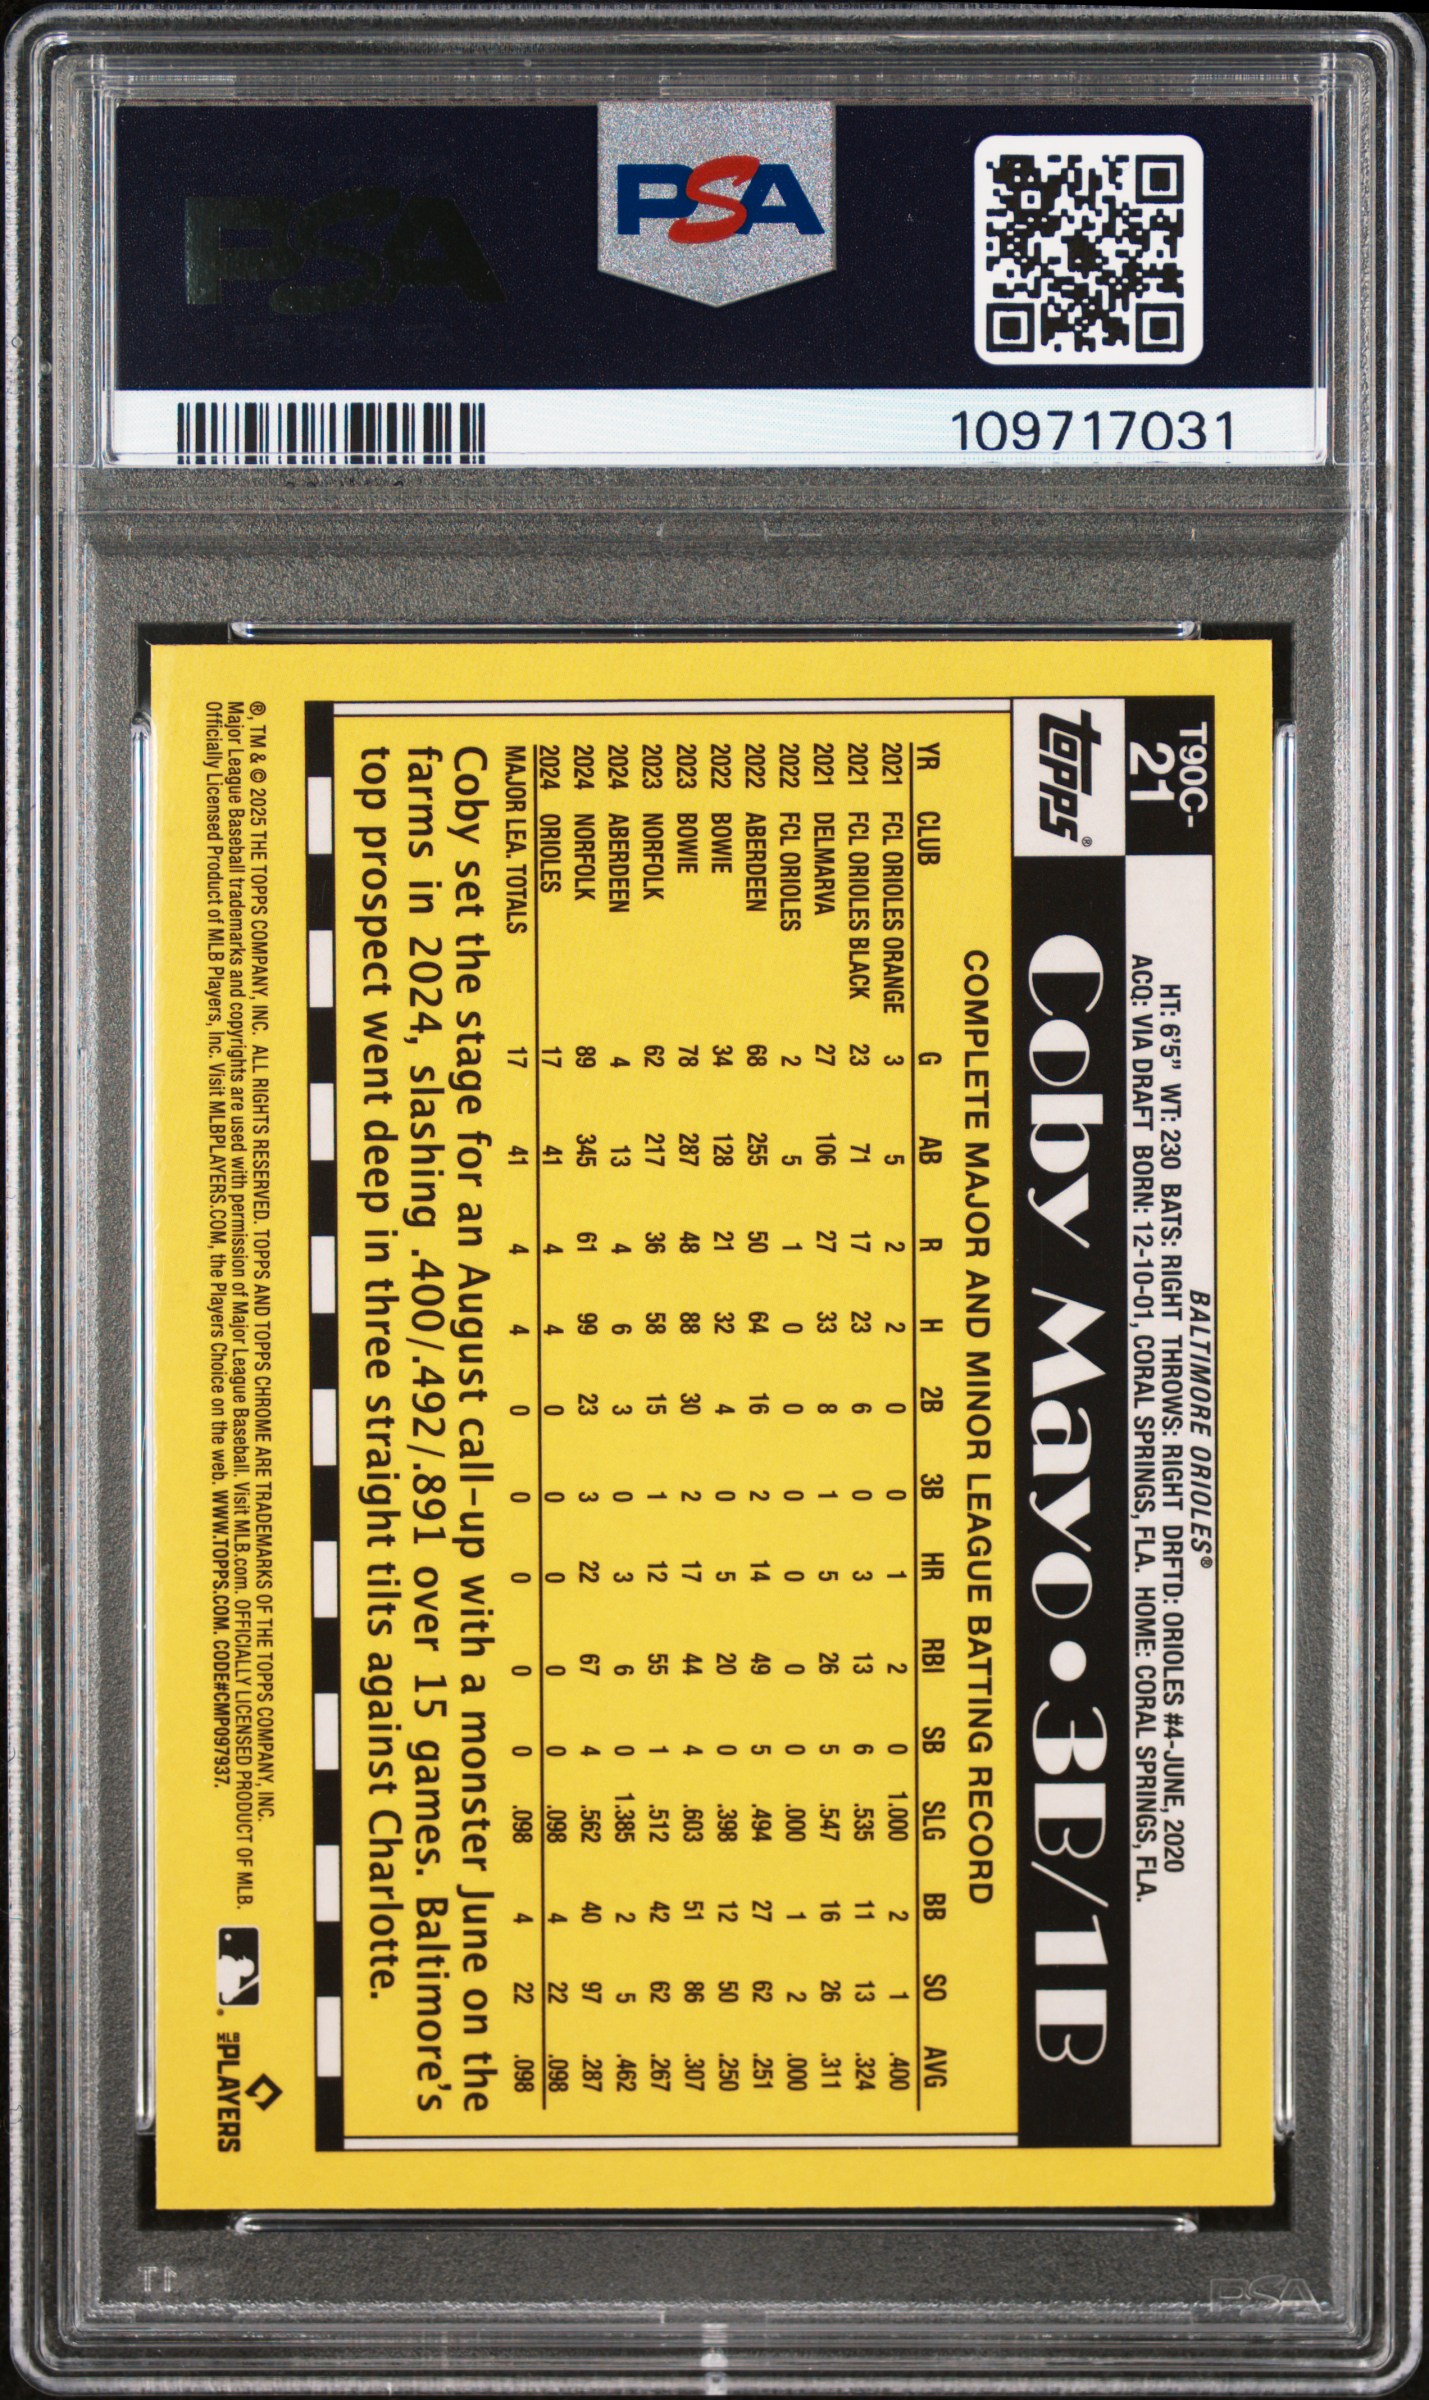 PSA
PSA
109717031
T90C-
21
BALTIMORE ORIOLES®
HT: 6'5" WT: 230 BATS: RIGHT THROWS: RIGHT DRFTD: ORIOLES #4-JUNE, 2020
ACQ: VIA DRAFT BORN: 12-10-01, CORAL SPRINGS, FLA. HOME: CORAL SPRINGS, FLA.
topps®
Coby Mayo • 3B/1B
COMPLETE MAJOR AND MINOR LEAGUE BATTING RECORD
YR CLUB G AB R H 2B 3B HR RBI SB SLG BB SO AVG
2021 FCL ORIOLES ORANGE 3 5 2 2 0 0 1 2 0 1.000 2 1 .400
2021 FCL ORIOLES BLACK 23 71 17 23 6 0 3 13 6 .535 11 13 .324
2021 DELMARVA 27 106 27 33 8 1 5 26 5 .547 16 26 .311
2022 FCL ORIOLES 2 5 1 0 0 0 0 0 0 .000 1 2 .000
2022 ABERDEEN 68 255 50 64 16 2 14 49 5 .494 27 62 .251
2022 BOWIE 34 128 21 32 4 0 5 20 0 .398 12 50 .250
2023 BOWIE 78 287 48 88 30 2 17 44 4 .603 51 86 .307
2023 NORFOLK 62 217 36 58 15 1 12 55 1 .512 42 62 .267
2024 ABERDEEN 4 13 4 6 3 0 3 6 0 1.385 2 5 .462
2024 NORFOLK 89 345 61 99 23 3 22 67 4 .562 40 97 .287
2024 ORIOLES 17 41 4 4 0 0 0 0 0 .098 4 22 .098
MAJOR LEA. TOTALS 17 41 4 4 0 0 0 0 0 .098 4 22 .098
Coby set the stage for an August call-up with a monster June on the
farms in 2024, slashing .400/.492/.891 over 15 games. Baltimore's
top prospect went deep in three straight tilts against Charlotte.
®, TM & © 2025 THE TOPPS COMPANY, INC. ALL RIGHTS RESERVED. TOPPS AND TOPPS CHROME ARE TRADEMARKS OF THE TOPPS COMPANY, INC.
Major League Baseball trademarks and copyrights are used with permission of Major League Baseball. Visit MLB.com. OFFICIALLY LICENSED PRODUCT OF MLB.
Officially Licensed Product of MLB Players, Inc. Visit MLBPLAYERS.COM, the Players Choice on the web. WWW.TOPPS.COM. CODE#CMP097937.
MLB PLAYERS
PSA